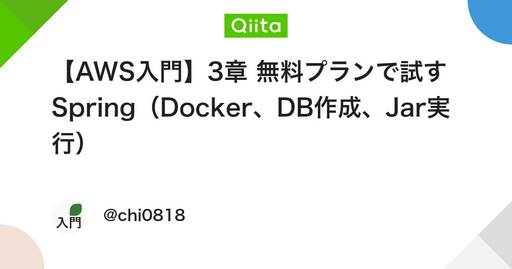 Qiita
【AWS入門】3章 無料プランで試す
Spring（Docker、DB作成、Jar実
行）
入門
@chi0818